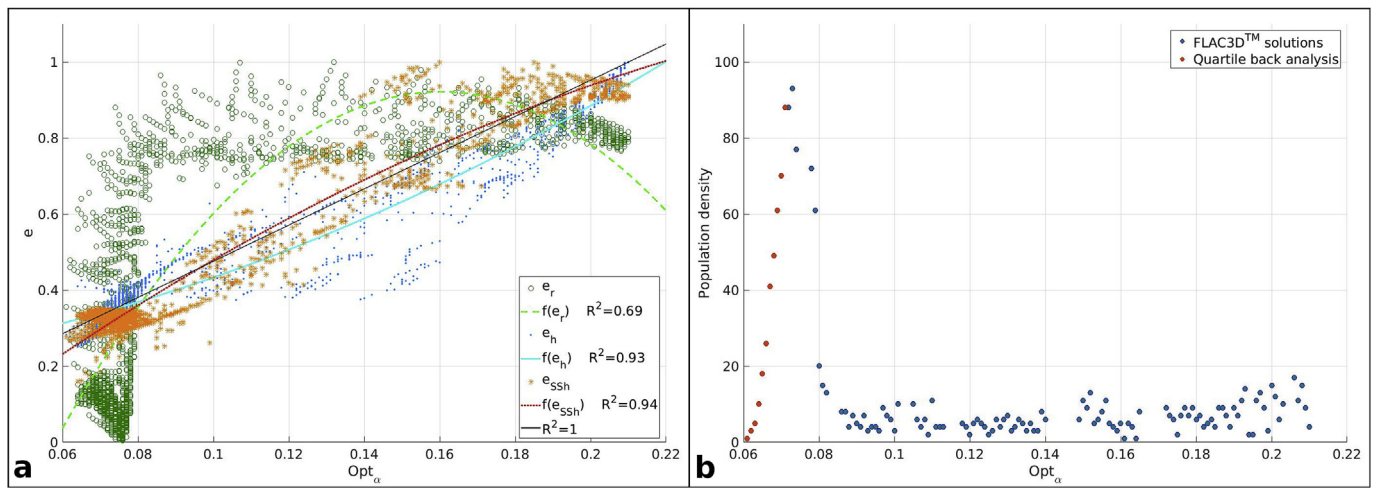 1
0.8
0.6
0.4
0.2
0
e
0.06 0.08 0.1 0.12 0.14 0.16 0.18 0.2 0.22
Opt_α
e_r
f(e_r) R²=0.69
e_h
f(e_h) R²=0.93
e_SSh
f(e_SSh) R²=0.94
R²=1
a
100
80
60
40
20
0
Population density
0.06 0.08 0.1 0.12 0.14 0.16 0.18 0.2 0.22
Opt_α
FLAC3D™ solutions
Quartile back analysis
b